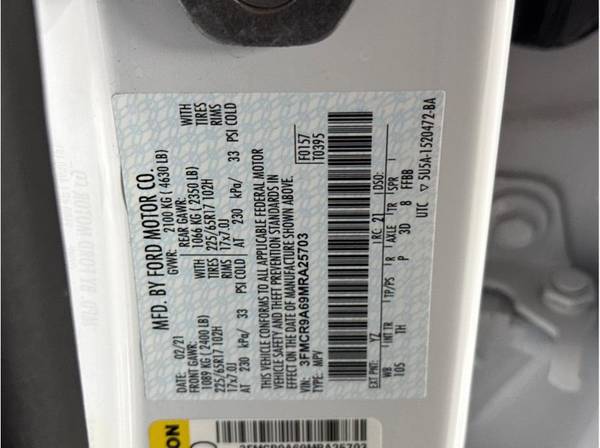 MFD. BY FORD MOTOR CO.
DATE: 02/21 GVWR: 2100 KG ( 4630 LB)
FRONT GAWR: REAR GAWR: WITH
1089 KG ( 2400 LB) 1066 KG ( 2350 LB) TIRES
225/65R17 102H 225/65R17 102H RIMS
17x7.0J 17x7.0J
AT 230 kPa/ 33 PSI COLD AT 230 kPa/ 33 PSI COLD
THIS VEHICLE CONFORMS TO ALL APPLICABLE FEDERAL MOTOR
VEHICLE SAFETY AND THEFT PREVENTION STANDARDS IN
EFFECT ON THE DATE OF MANUFACTURE SHOWN ABOVE.
VIN: 3FMCR9A69MRA25703
TYPE: MPV
F0157
T0395
EXT PNT: YZ RC: 21 DSO:
WB INT TR TP/PS R AXLE TR SPR
105 TH P 3D 8 FFBB
UTC ▽ 5U5A-1520472-BA
3FMCR9A69MRA25703